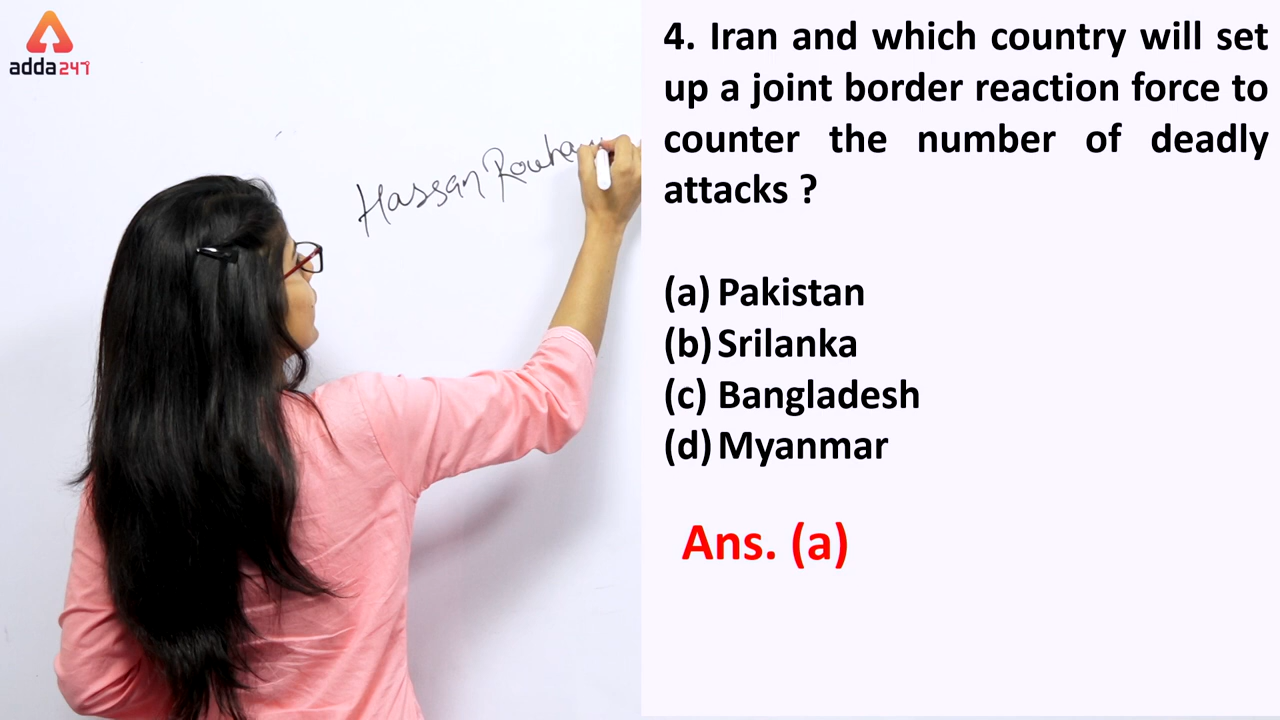 adda247
Hassan Rouhan
4. Iran and which country will set
up a joint border reaction force to
counter the number of deadly
attacks ?
(a) Pakistan
(b) Srilanka
(c) Bangladesh
(d) Myanmar
Ans. (a)